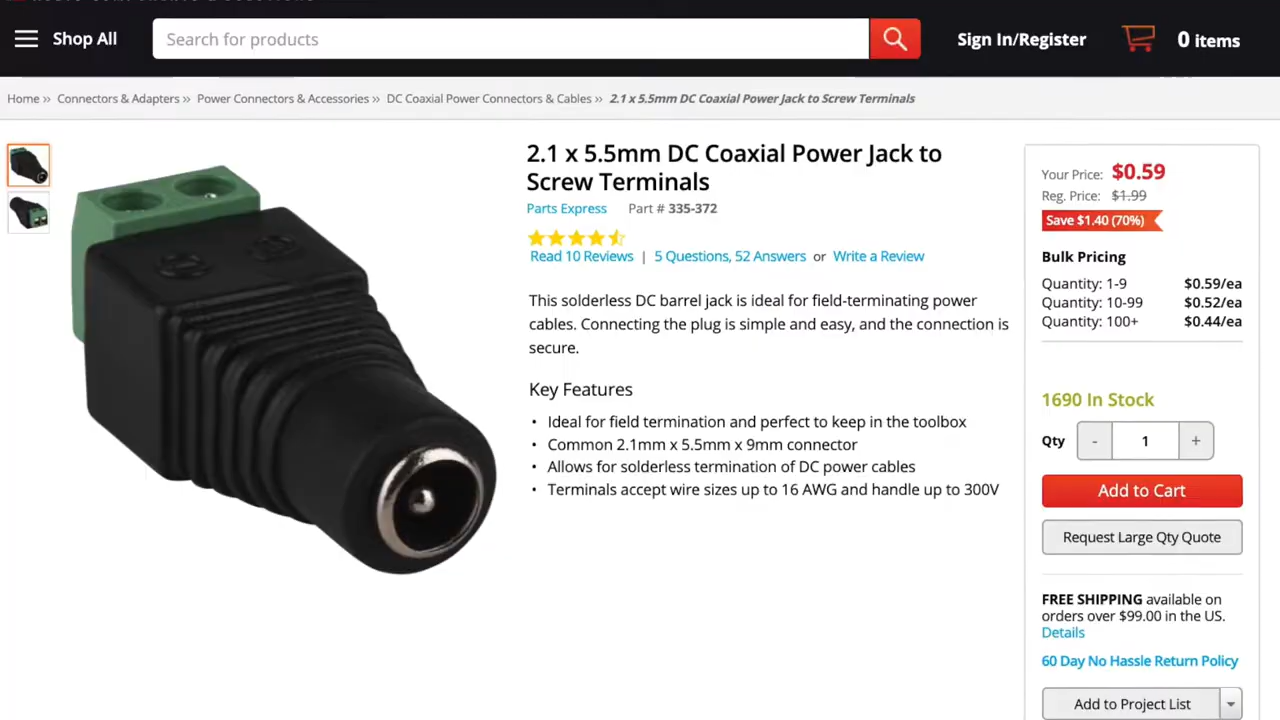 Shop All
Search for products
Sign In/Register
0 items
Home » Connectors & Adapters » Power Connectors & Accessories » DC Coaxial Power Connectors & Cables » 2.1 x 5.5mm DC Coaxial Power Jack to Screw Terminals
2.1 x 5.5mm DC Coaxial Power Jack to
Screw Terminals
Parts Express Part # 335-372
Read 10 Reviews | 5 Questions, 52 Answers or Write a Review
This solderless DC barrel jack is ideal for field-terminating power
cables. Connecting the plug is simple and easy, and the connection is
secure.
Key Features
• Ideal for field termination and perfect to keep in the toolbox
• Common 2.1mm x 5.5mm x 9mm connector
• Allows for solderless termination of DC power cables
• Terminals accept wire sizes up to 16 AWG and handle up to 300V
Your Price: $0.59
Reg. Price: $1.99
Save $1.40 (70%)
Bulk Pricing
Quantity: 1-9 $0.59/ea
Quantity: 10-99 $0.52/ea
Quantity: 100+ $0.44/ea
1690 In Stock
Qty - 1 +
Add to Cart
Request Large Qty Quote
FREE SHIPPING available on
orders over $99.00 in the US.
Details
60 Day No Hassle Return Policy
Add to Project List